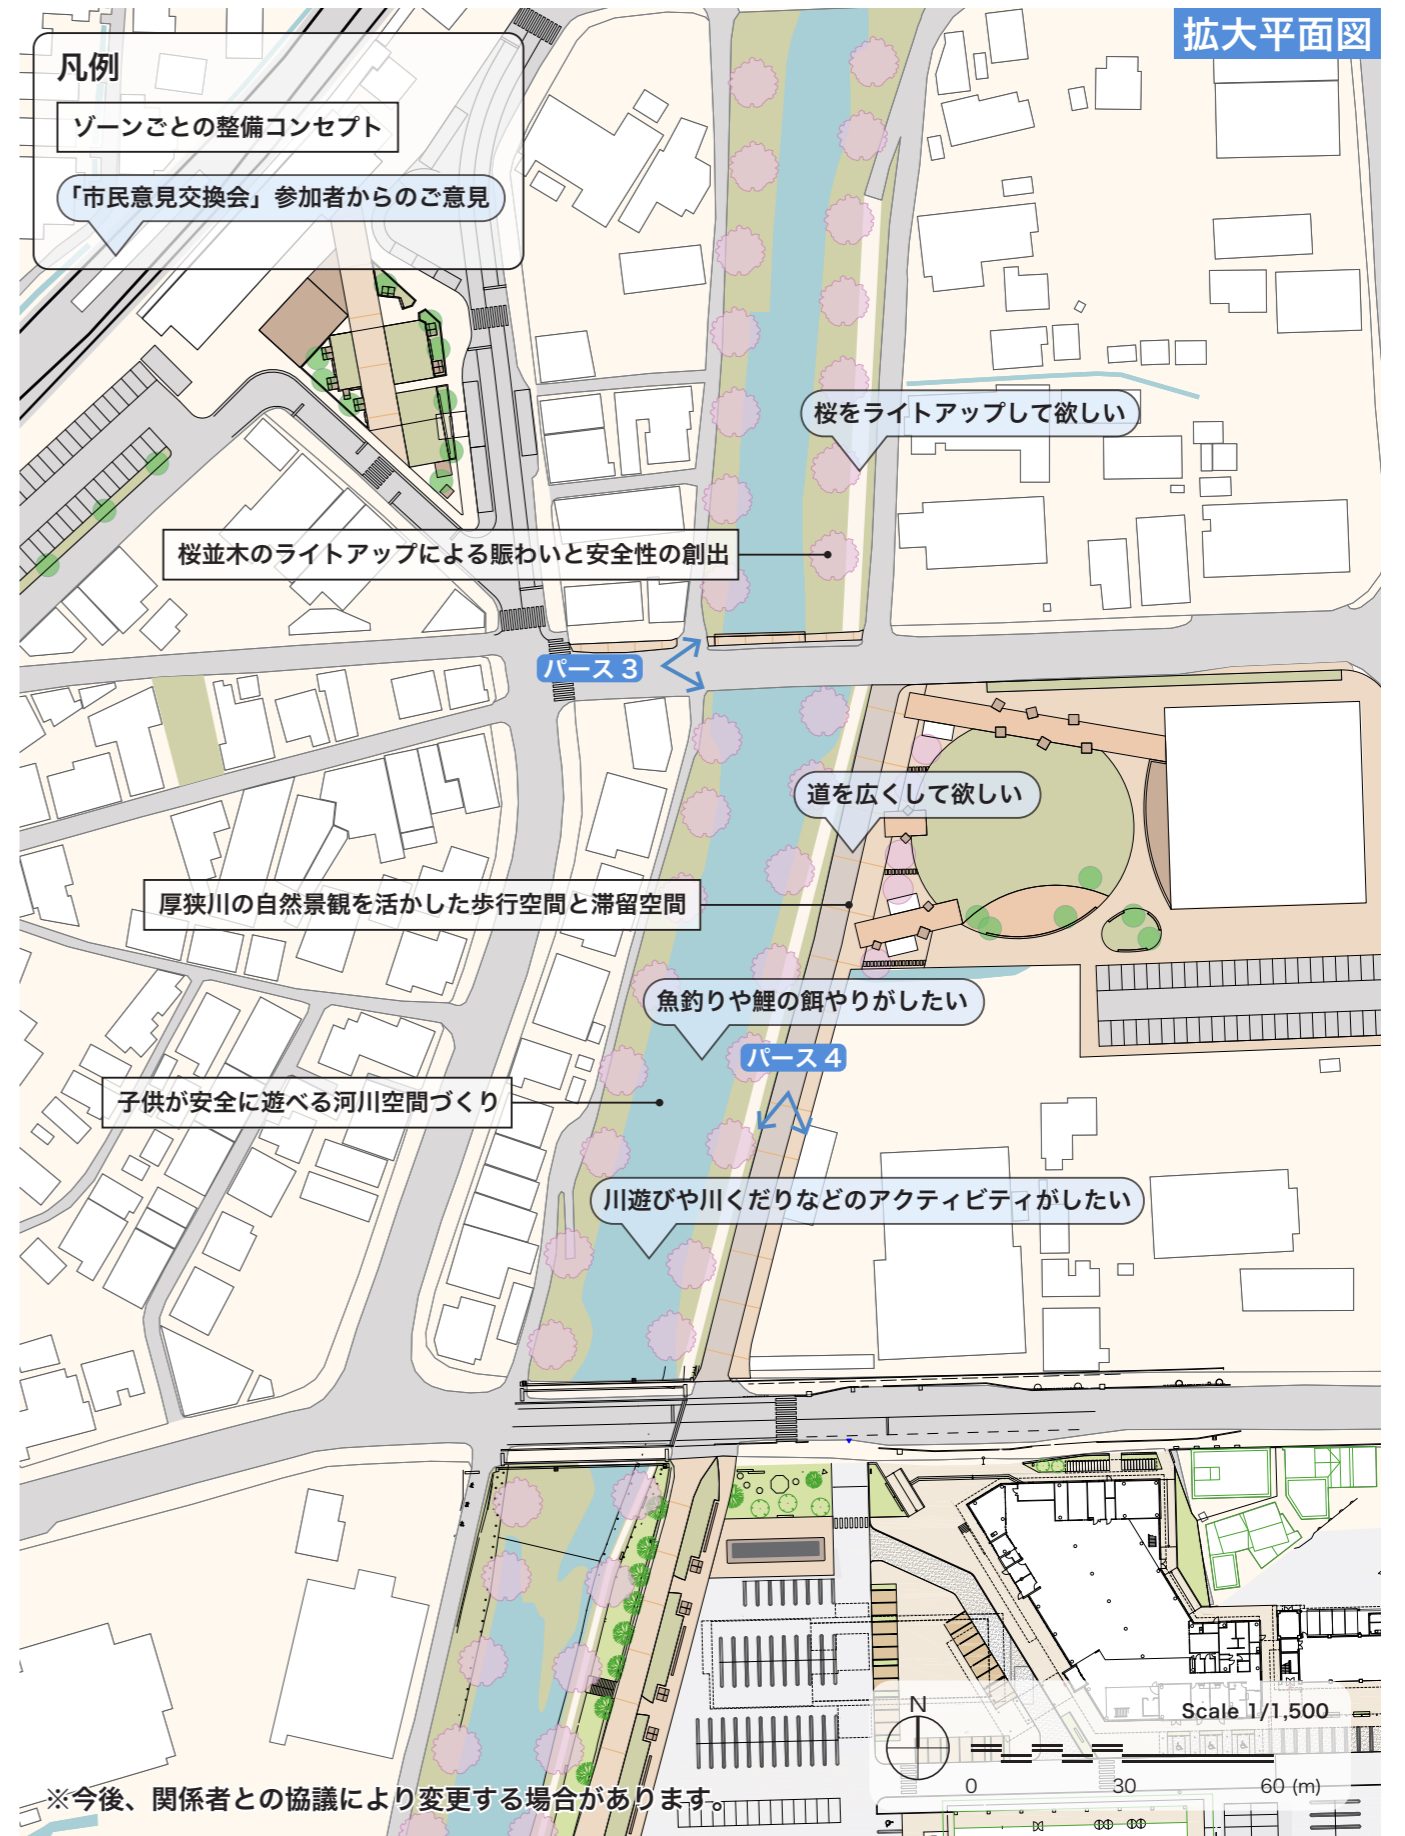 拡大平面図
凡例
ゾーンごとの整備コンセプト
「市民意見交換会」参加者からのご意見
桜をライトアップして欲しい
桜並木のライトアップによる賑わいと安全性の創出
パース３
道を広くして欲しい
厚狭川の自然景観を活かした歩行空間と滞留空間
魚釣りや鯉の餌やりがしたい
パース４
子供が安全に遊べる河川空間づくり
川遊びや川くだりなどのアクティビティがしたい
N
Scale 1/1,500
0 30 60 (m)
※今後、関係者との協議により変更する場合があります。